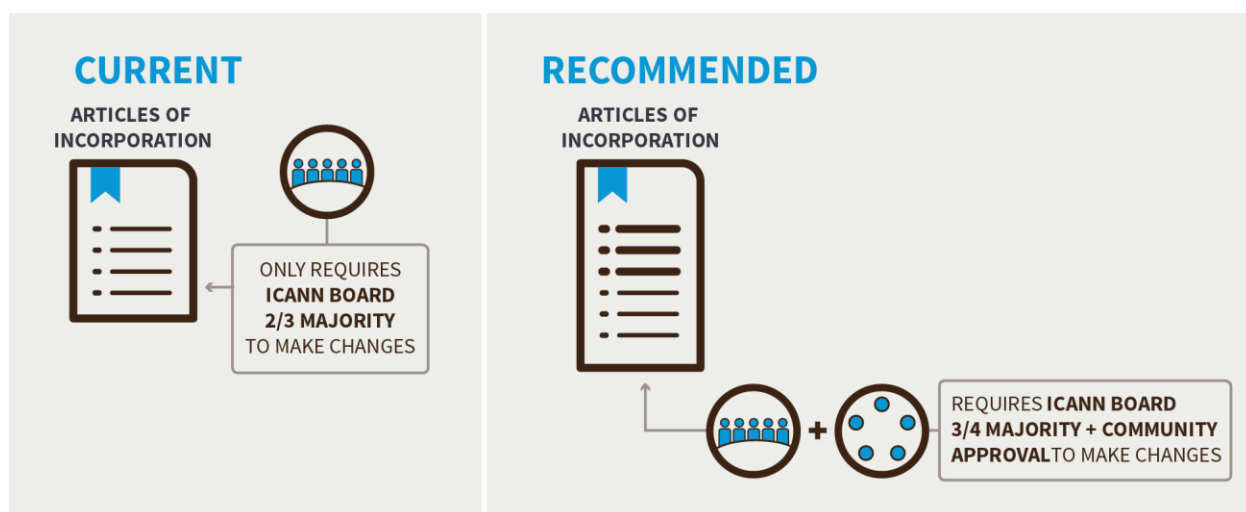 CURRENT
ARTICLES OF
INCORPORATION
ONLY REQUIRES
ICANN BOARD
2/3 MAJORITY
TO MAKE CHANGES
RECOMMENDED
ARTICLES OF
INCORPORATION
+
REQUIRES ICANN BOARD
3/4 MAJORITY + COMMUNITY
APPROVALTO MAKE CHANGES